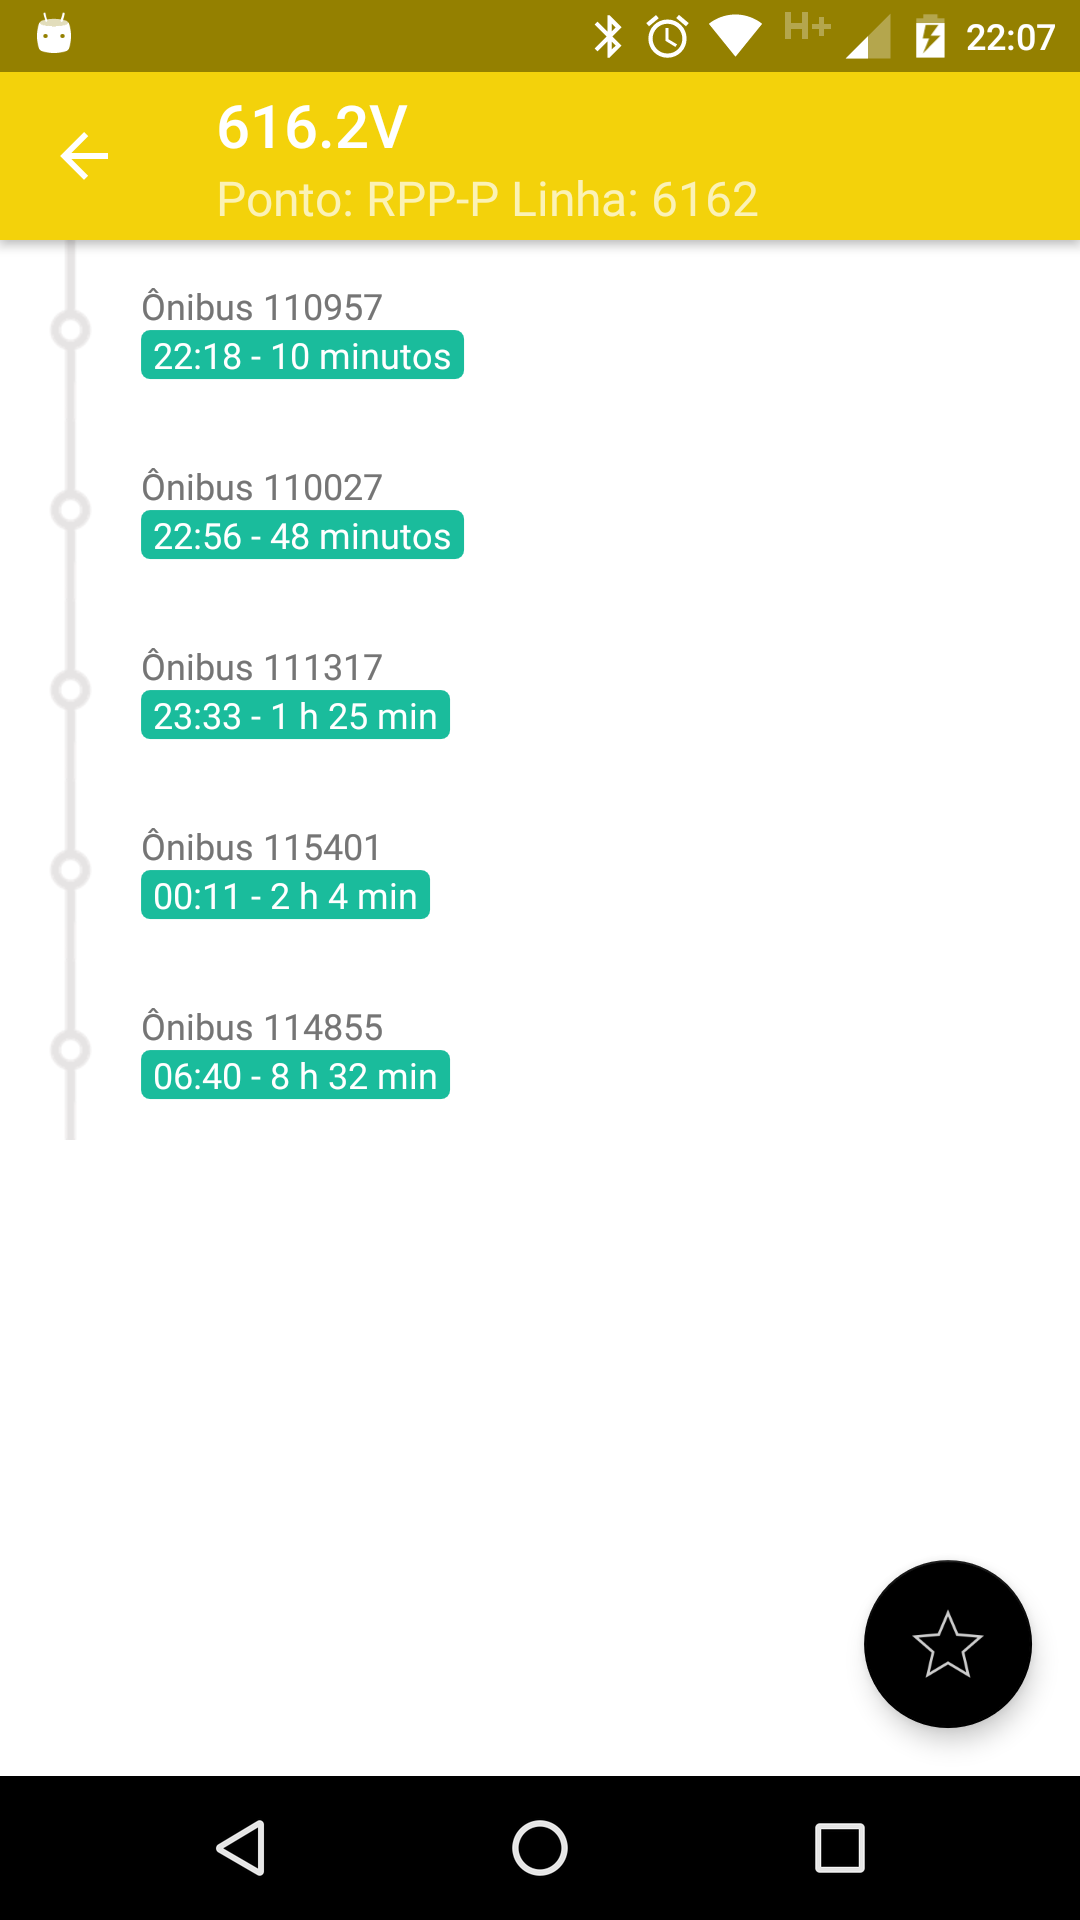 H+ 22:07
616.2V
Ponto: RPP-P Linha: 6162
Ônibus 110957
22:18 - 10 minutos
Ônibus 110027
22:56 - 48 minutos
Ônibus 111317
23:33 - 1 h 25 min
Ônibus 115401
00:11 - 2 h 4 min
Ônibus 114855
06:40 - 8 h 32 min